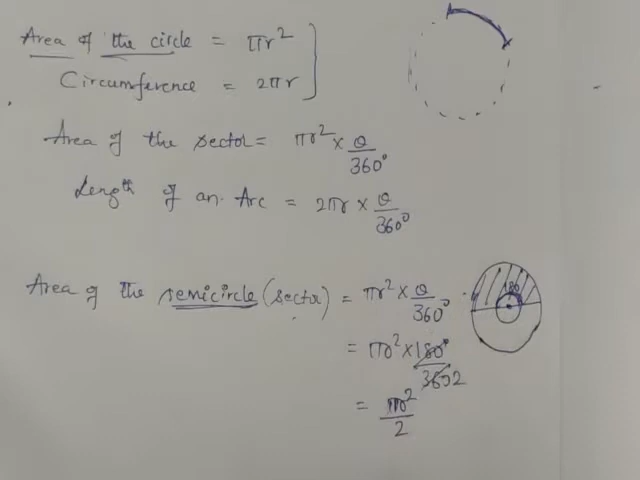 Area of the circle = πr²
Circumference = 2πr
Area of the sector = πr² × θ/360°
Length of an Arc = 2πr × θ/360°
Area of the semicircle (sector) = πr² × θ/360°
180
= πr² × 180°/360 2
= πr²/2